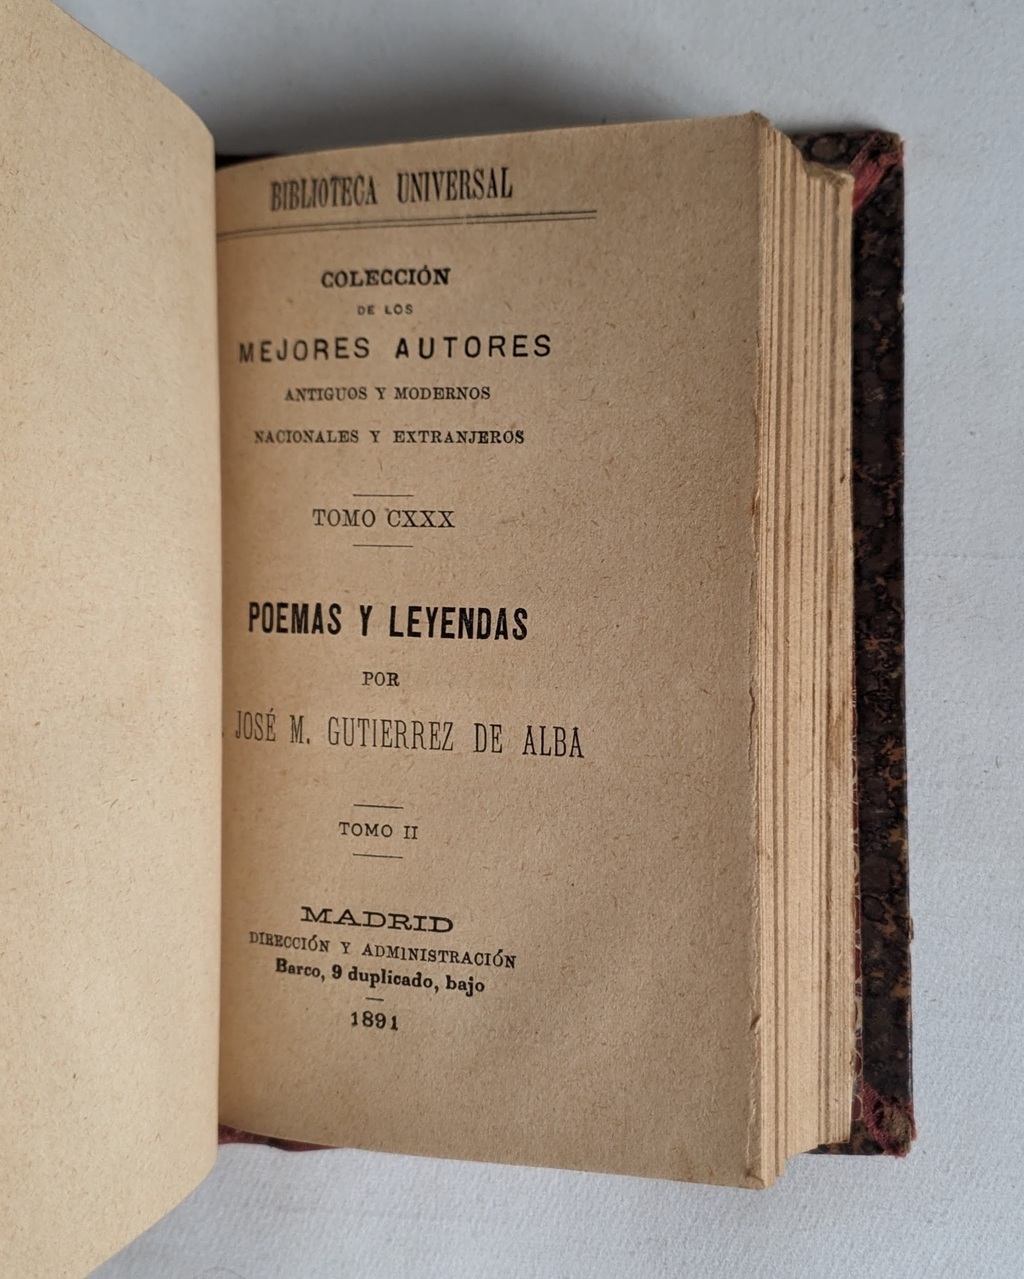 BIBLIOTECA UNIVERSAL
COLECCIÓN
DE LOS
MEJORES AUTORES
ANTIGUOS Y MODERNOS
NACIONALES Y EXTRANJEROS
TOMO CXXX
POEMAS Y LEYENDAS
POR
. JOSÉ M. GUTIERREZ DE ALBA
TOMO II
MADRID
DIRECCIÓN Y ADMINISTRACIÓN
Barco, 9 duplicado, bajo
1891